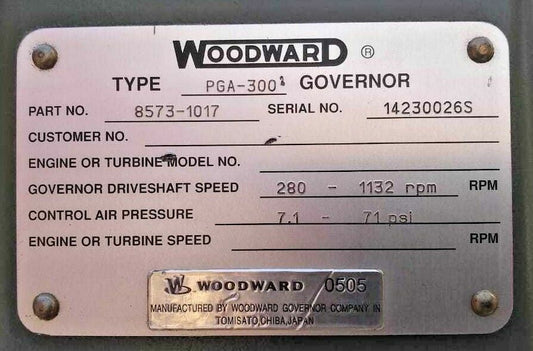 WOODWARD ®
TYPE PGA-300 GOVERNOR
PART NO. 8573-1017 SERIAL NO. 14230026S
CUSTOMER NO.
ENGINE OR TURBINE MODEL NO.
GOVERNOR DRIVESHAFT SPEED 280 - 1132 rpm RPM
CONTROL AIR PRESSURE 7.1 - 71 psi
ENGINE OR TURBINE SPEED RPM
W WOODWARD 0505
MANUFACTURED BY WOODWARD GOVERNOR COMPANY IN
TOMISATO,CHIBA,JAPAN